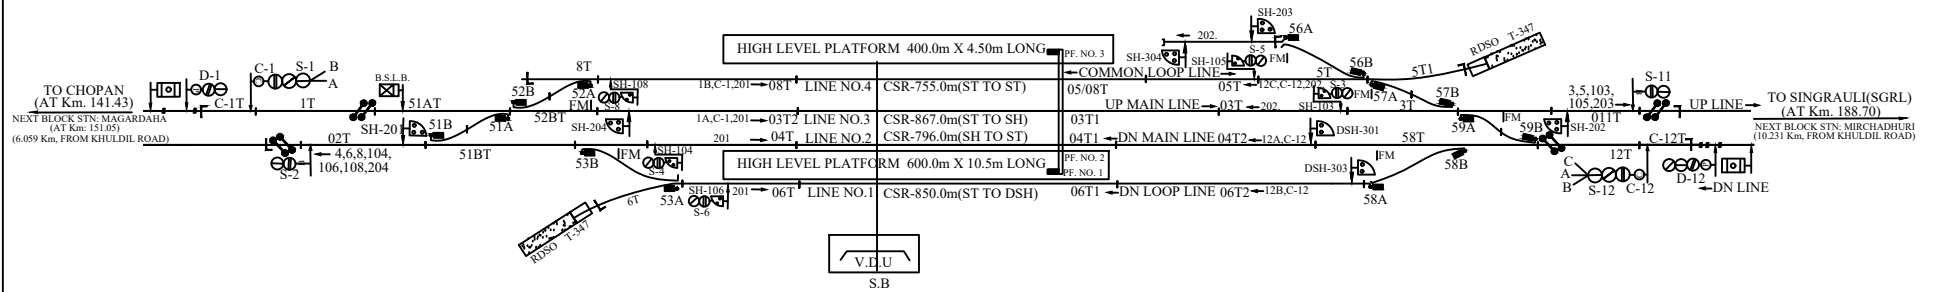 SH-203
56A
202.
SH-304
SH-105
S-5
FM
RDSO T-347
HIGH LEVEL PLATFORM 400.0m X 4.50m LONG
PF. NO. 3
TO CHOPAN
(AT Km. 141.43)
NEXT BLOCK STN: MAGARDAHA
(AT Km: 151.05)
(6.059 Km, FROM KHULDIL ROAD)
D-1
C-1
S-1
B
A
C-1T
1T
B.S.L.B.
51AT
8T
52B
52A
FM
SH-108
S-8
1B,C-1,201
08T
LINE NO.4
CSR-755.0m(ST TO ST)
COMMON LOOP LINE
05/08T
05T
12C,C-12,202
5T
56B
5T1
57A
57B
S-3
FM
S-11
3,5,103,
105,203
011T
UP LINE
TO SINGRAULI(SGRL)
(AT Km. 188.70)
NEXT BLOCK STN: MIRCHADHURI
(10.231 Km, FROM KHULDIL ROAD)
SH-201
51B
51A
52BT
SH-204
1A,C-1,201
03T2
LINE NO.3
CSR-867.0m(ST TO SH)
03T1
UP MAIN LINE
03T
202.
SH-103
3T
59A
59B
SH-202
02T
S-2
4,6,8,104,
106,108,204
51BT
53B
FM
SH-104
S-4
201
04T
LINE NO.2
CSR-796.0m(SH TO ST)
04T1
DN MAIN LINE
04T2
12A,C-12
DSH-301
58T
C-12T
12T
C
A
B
S-12
C-12
D-12
DN LINE
HIGH LEVEL PLATFORM 600.0m X 10.5m LONG
PF. NO. 2
PF. NO. 1
DSH-303
FM
58B
RDSO T-347
6T
53A
SH-106
S-6
201
06T
LINE NO.1
CSR-850.0m(ST TO DSH)
06T1
DN LOOP LINE
06T2
12B,C-12
58A
V.D.U
S.B